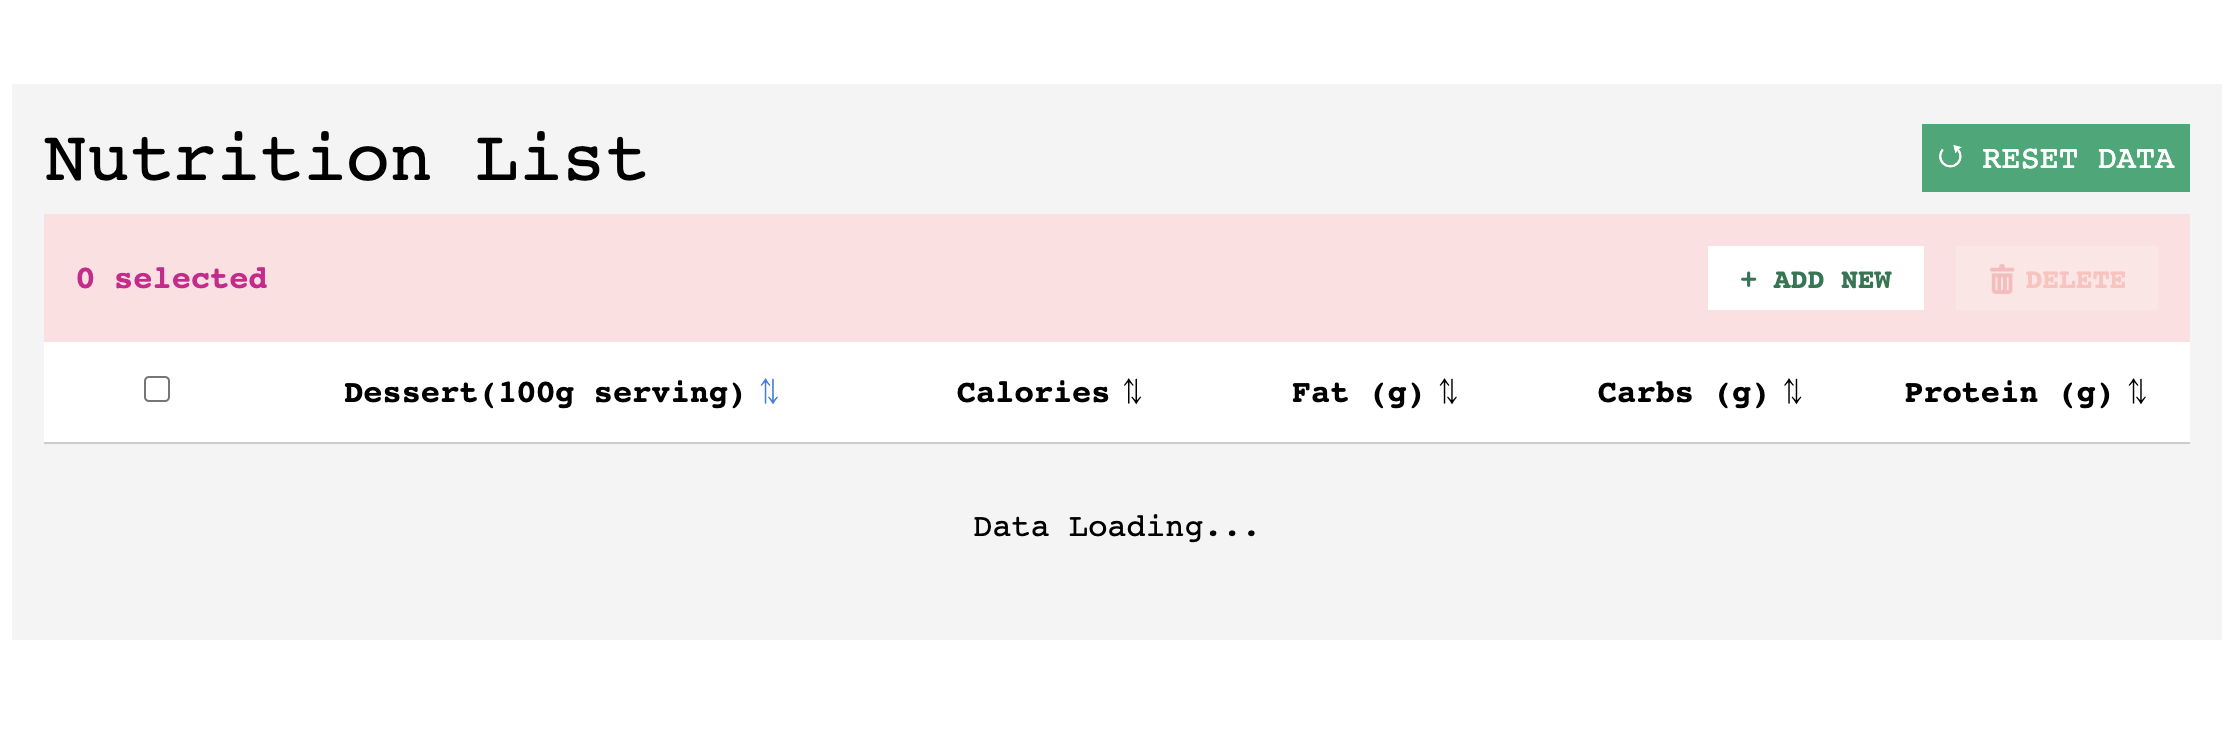 Nutrition List
RESET DATA
0 selected
+ ADD NEW
DELETE
Dessert(100g serving) Calories Fat (g) Carbs (g) Protein (g)
Data Loading...